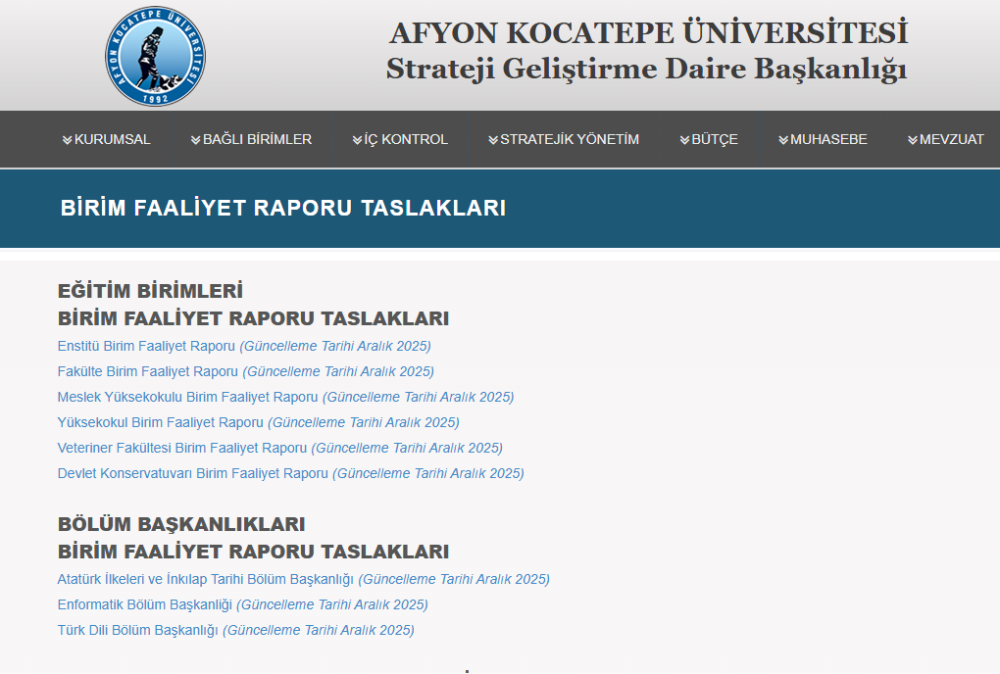 AFYON KOCATEPE ÜNİVERSİTESİ
1992
AFYON KOCATEPE ÜNİVERSİTESİ
Strateji Geliştirme Daire Başkanlığı
KURUMSAL
BAĞLI BİRİMLER
İÇ KONTROL
STRATEJİK YÖNETİM
BÜTÇE
MUHASEBE
MEVZUAT
BİRİM FAALİYET RAPORU TASLAKLARI
EĞİTİM BİRİMLERİ
BİRİM FAALİYET RAPORU TASLAKLARI
Enstitü Birim Faaliyet Raporu (Güncelleme Tarihi Aralık 2025)
Fakülte Birim Faaliyet Raporu (Güncelleme Tarihi Aralık 2025)
Meslek Yüksekokulu Birim Faaliyet Raporu (Güncelleme Tarihi Aralık 2025)
Yüksekokul Birim Faaliyet Raporu (Güncelleme Tarihi Aralık 2025)
Veteriner Fakültesi Birim Faaliyet Raporu (Güncelleme Tarihi Aralık 2025)
Devlet Konservatuvarı Birim Faaliyet Raporu (Güncelleme Tarihi Aralık 2025)
BÖLÜM BAŞKANLIKLARI
BİRİM FAALİYET RAPORU TASLAKLARI
Atatürk İlkeleri ve İnkılap Tarihi Bölüm Başkanlığı (Güncelleme Tarihi Aralık 2025)
Enformatik Bölüm Başkanliği (Güncelleme Tarihi Aralık 2025)
Türk Dili Bölüm Başkanlığı (Güncelleme Tarihi Aralık 2025)